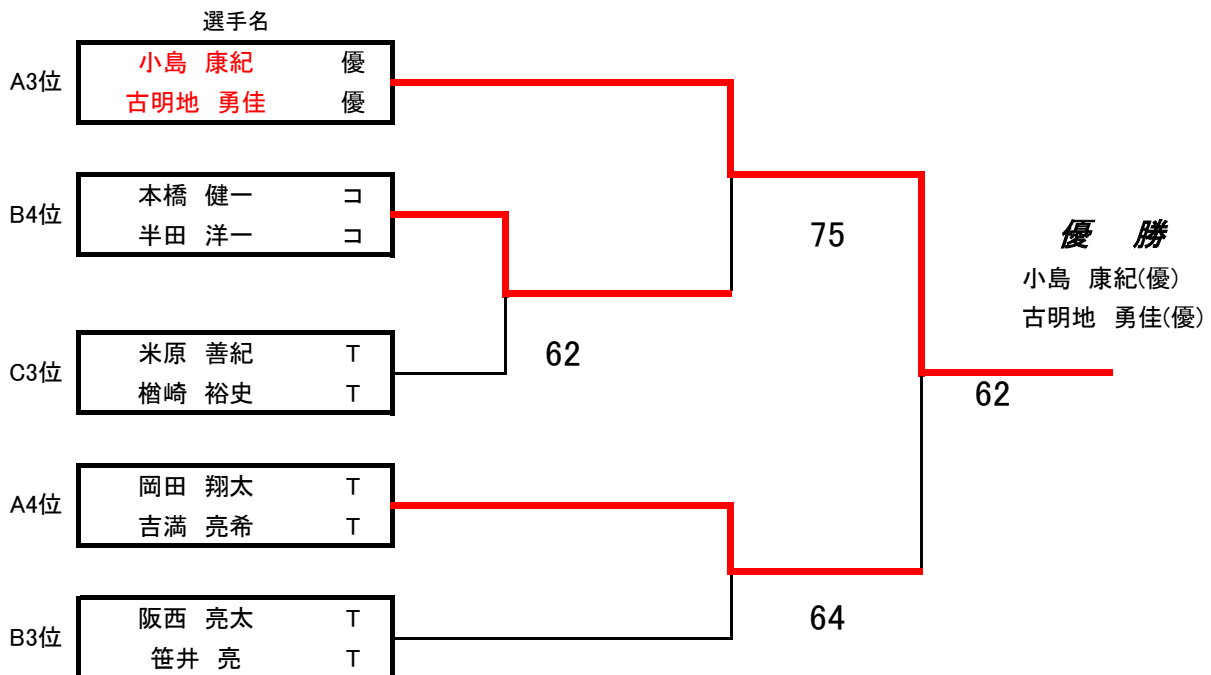 選手名
A3位
小島 康紀 優
古明地 勇佳 優
B4位
本橋 健一 コ
半田 洋一 コ
75
優 勝
小島 康紀(優)
古明地 勇佳(優)
C3位
米原 善紀 T
楢崎 裕史 T
62
62
A4位
岡田 翔太 T
吉満 亮希 T
B3位
阪西 亮太 T
笹井 亮 T
64